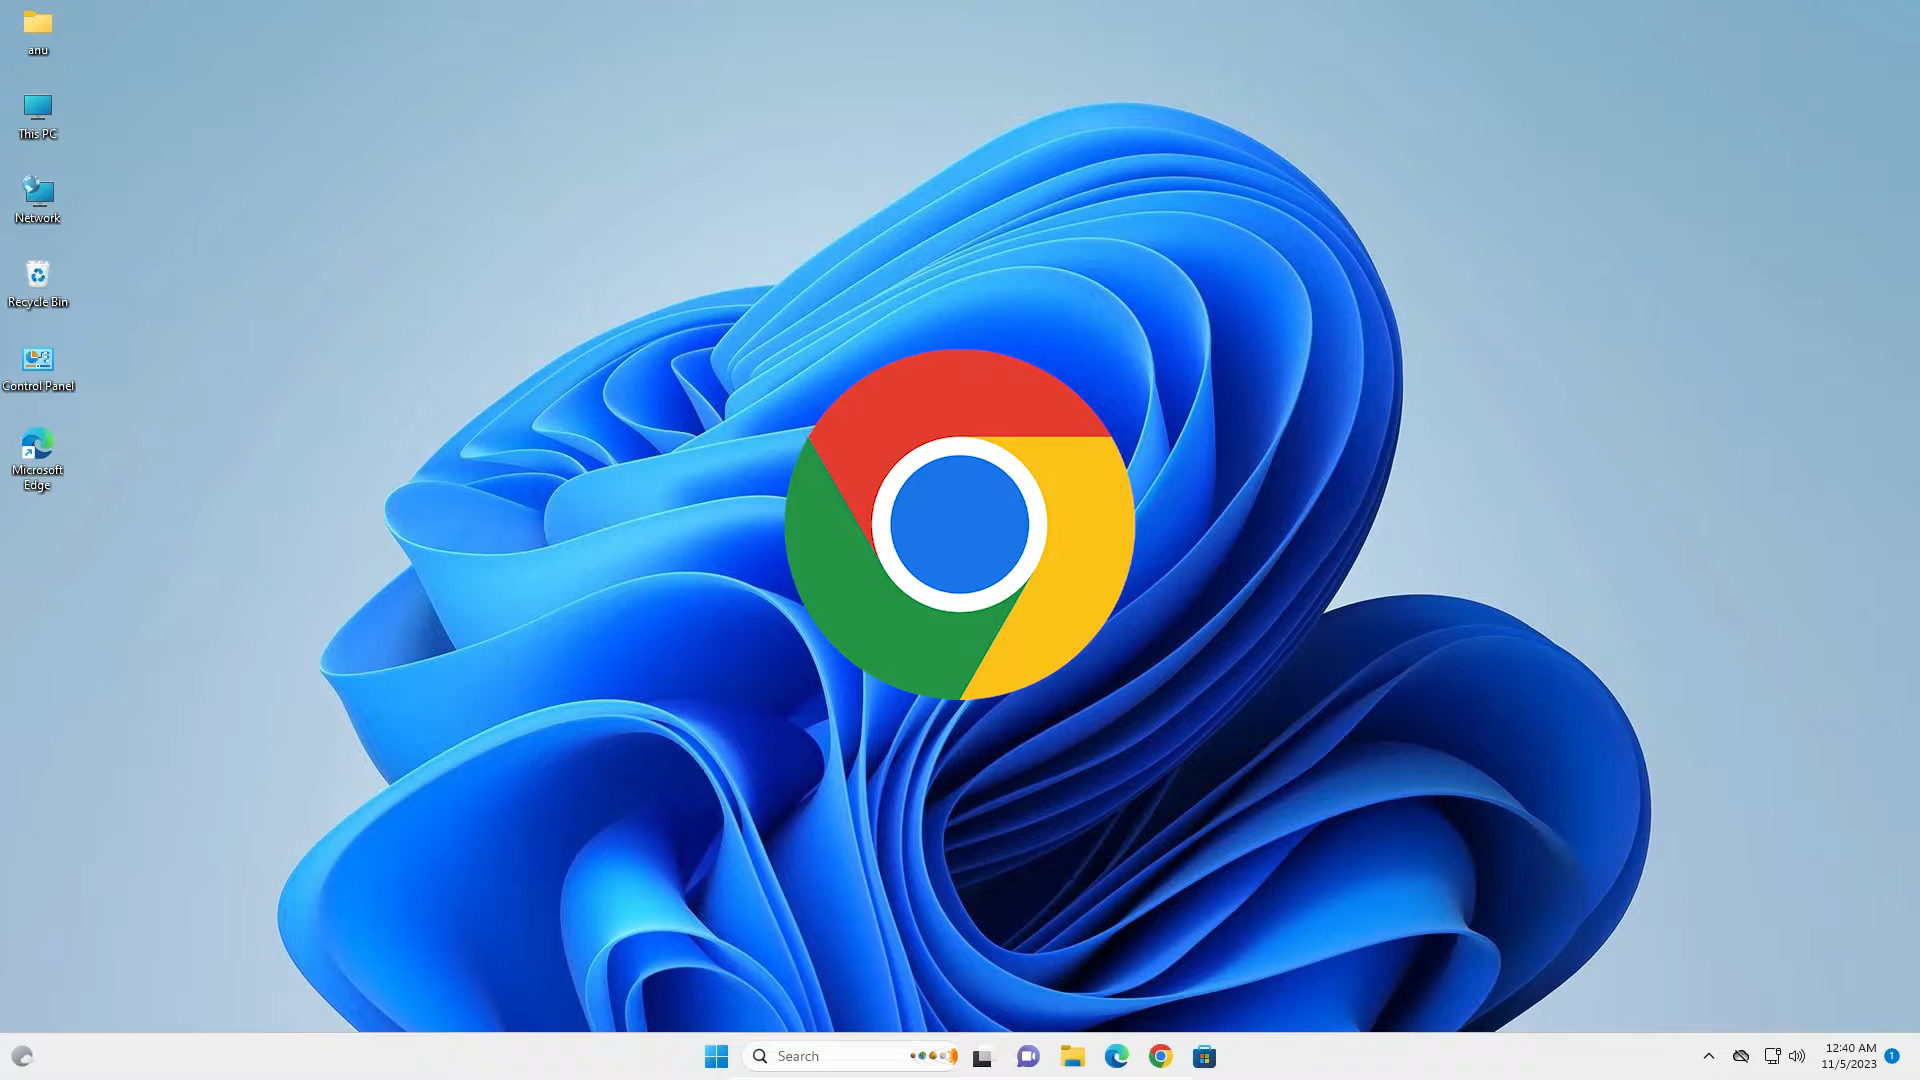 anu
This PC
Network
Recycle Bin
Control Panel
Microsoft
Edge
Search
12:40 AM
11/5/2023
1